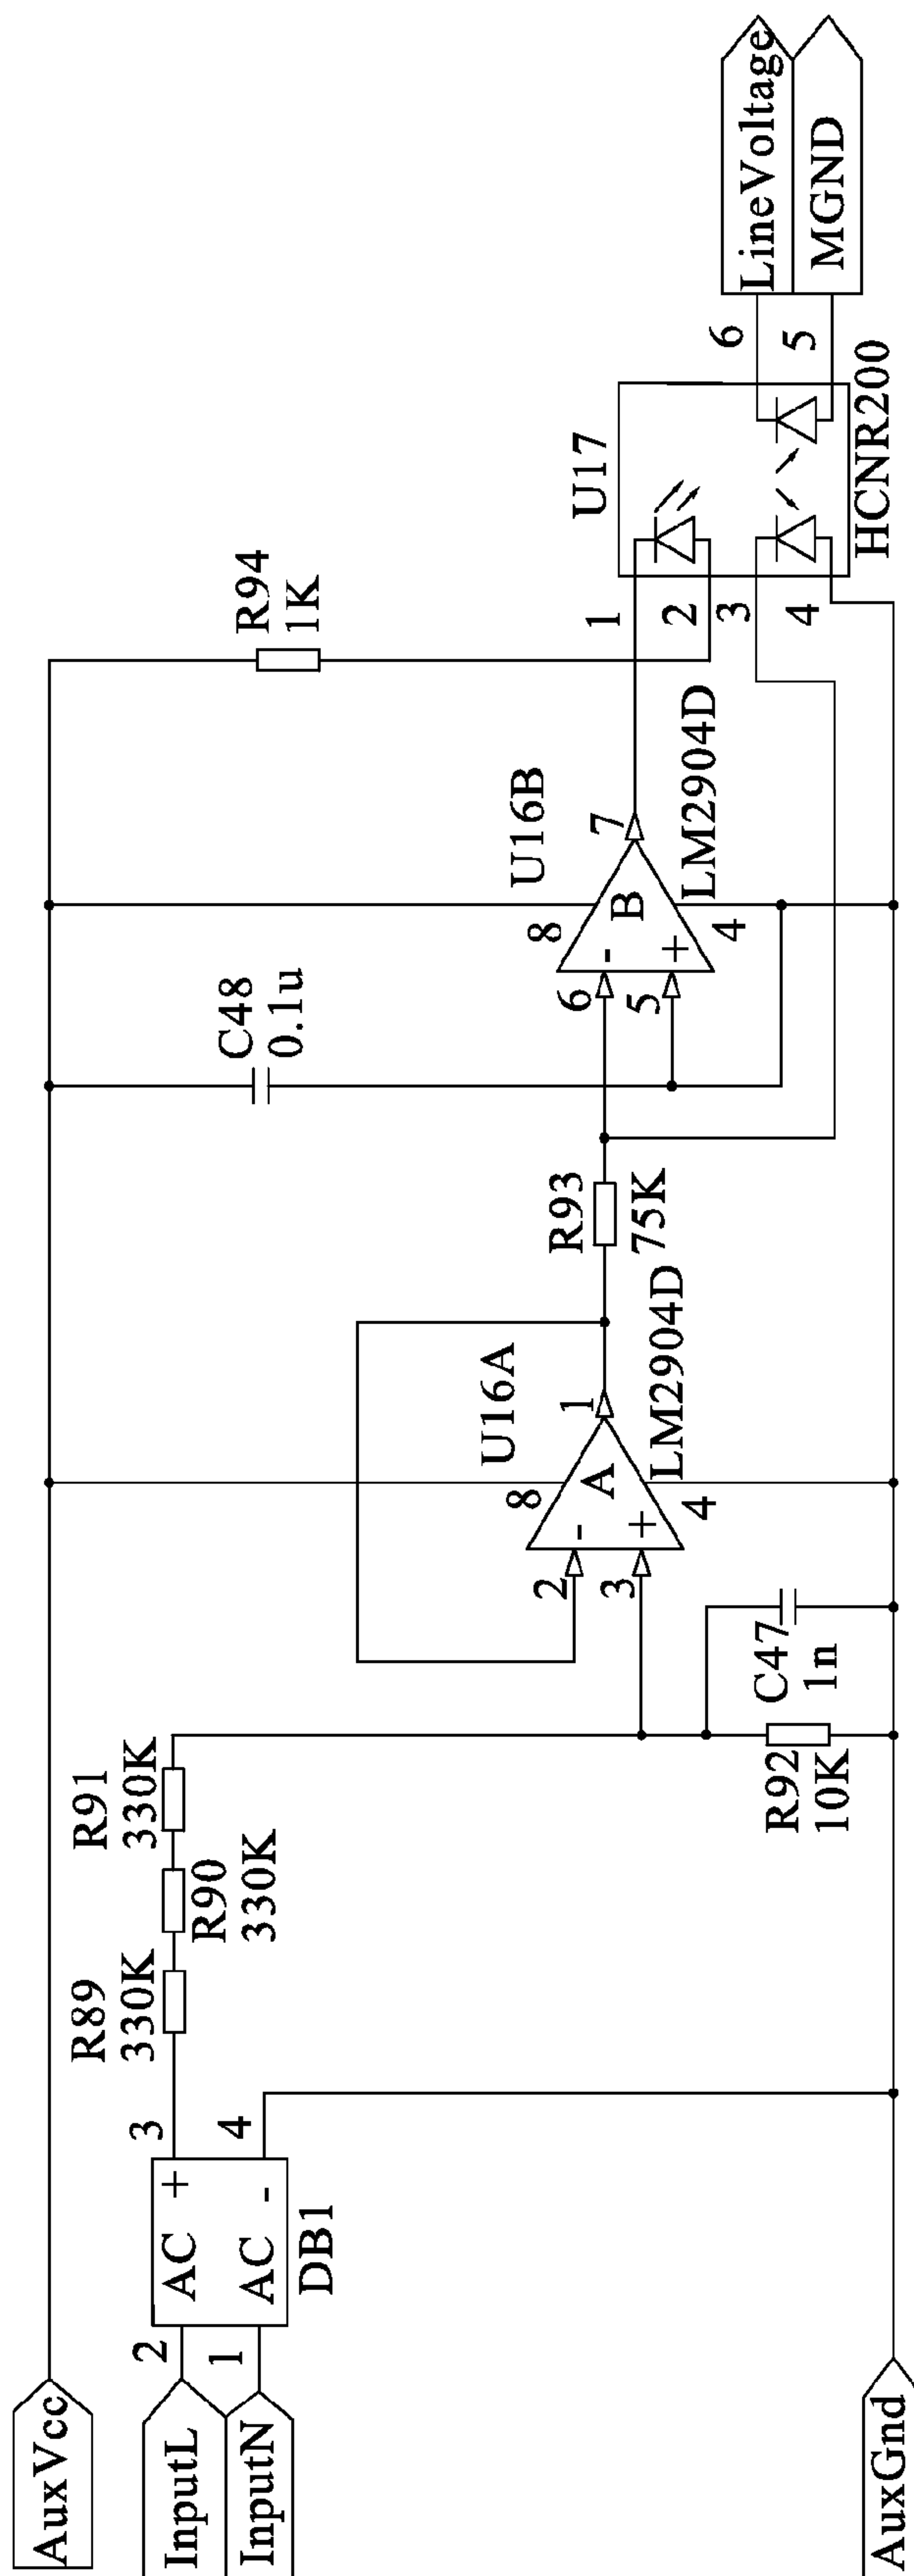 AuxVcc
InputL
InputN
AuxGnd
2
1
AC +
AC -
DB1
3
4
R89
330K
R90
330K
R91
330K
R92
10K
C47
1n
2
3
-
+
A
8
4
1
U16A
LM2904D
R93
75K
C48
0.1u
6
5
-
+
B
8
4
7
U16B
LM2904D
R94
1K
1
2
3
4
U17
6
5
HCNR200
LineVoltage
MGND